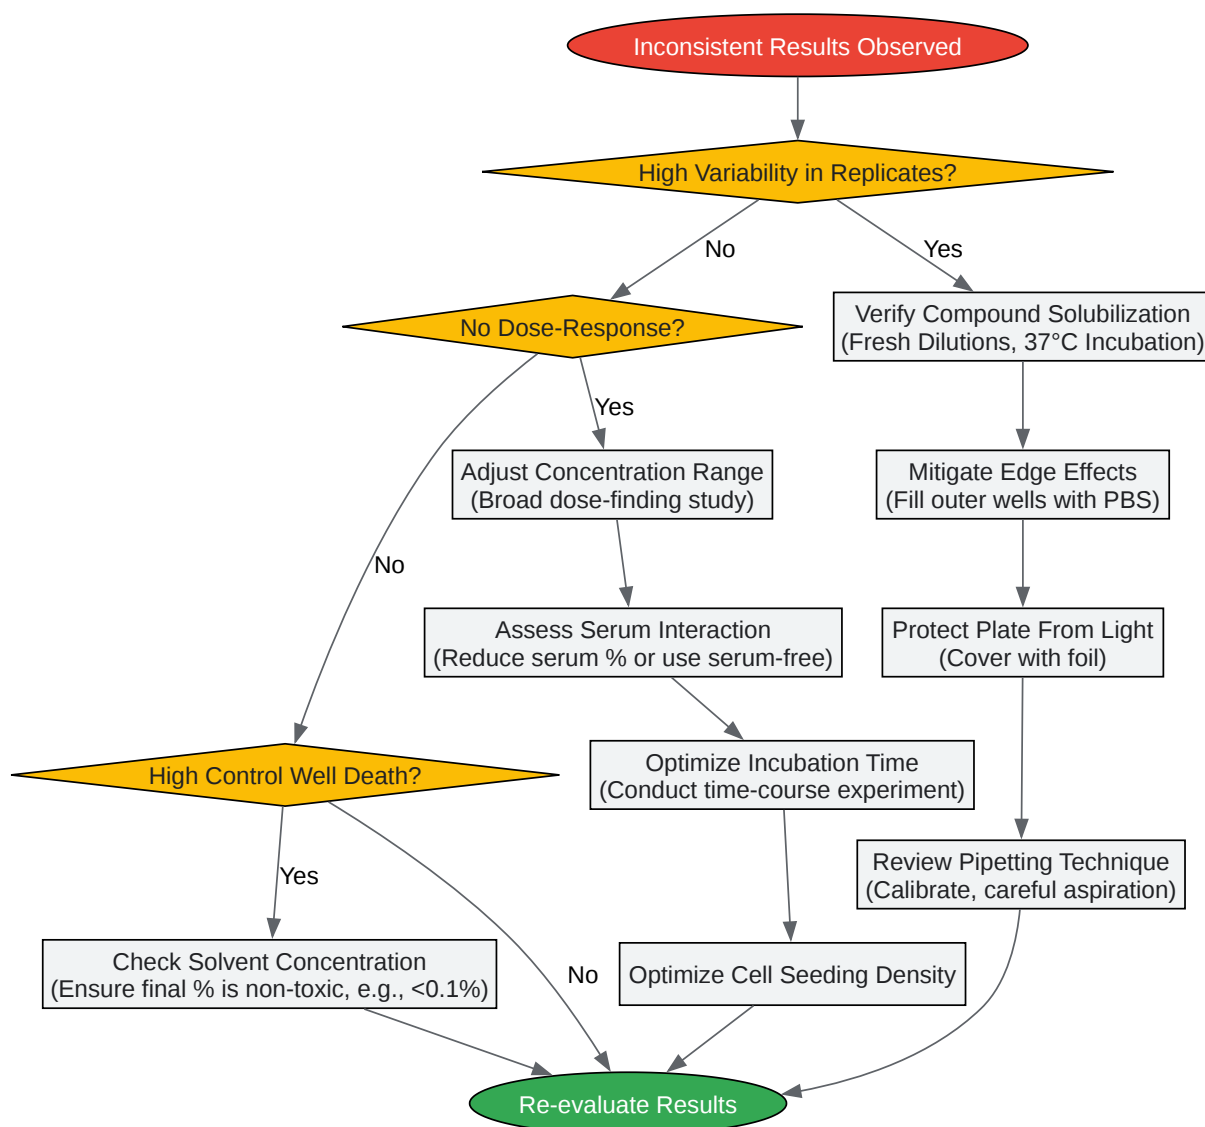 Inconsistent Results Observed
High Variability in Replicates?
No
Yes
No Dose-Response?
Verify Compound Solubilization
(Fresh Dilutions, 37°C Incubation)
Yes
Adjust Concentration Range
(Broad dose-finding study)
Mitigate Edge Effects
(Fill outer wells with PBS)
No
Assess Serum Interaction
(Reduce serum % or use serum-free)
Protect Plate From Light
(Cover with foil)
High Control Well Death?
Optimize Incubation Time
(Conduct time-course experiment)
Yes
Review Pipetting Technique
(Calibrate, careful aspiration)
Check Solvent Concentration
(Ensure final % is non-toxic, e.g., <0.1%)
No
Optimize Cell Seeding Density
Re-evaluate Results